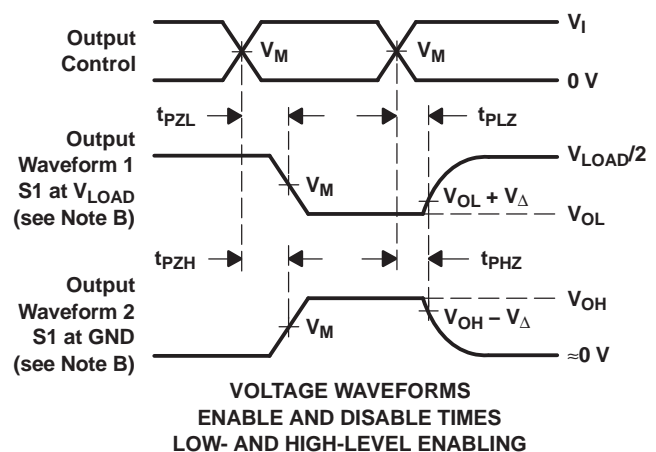 Output
Control
V_M
V_M
V_I
0 V
t_PZL
t_PLZ
Output
Waveform 1
S1 at V_LOAD
(see Note B)
V_M
V_LOAD/2
V_OL + V_Δ
V_OL
t_PZH
t_PHZ
Output
Waveform 2
S1 at GND
(see Note B)
V_M
V_OH
V_OH − V_Δ
≈0 V
VOLTAGE WAVEFORMS
ENABLE AND DISABLE TIMES
LOW- AND HIGH-LEVEL ENABLING